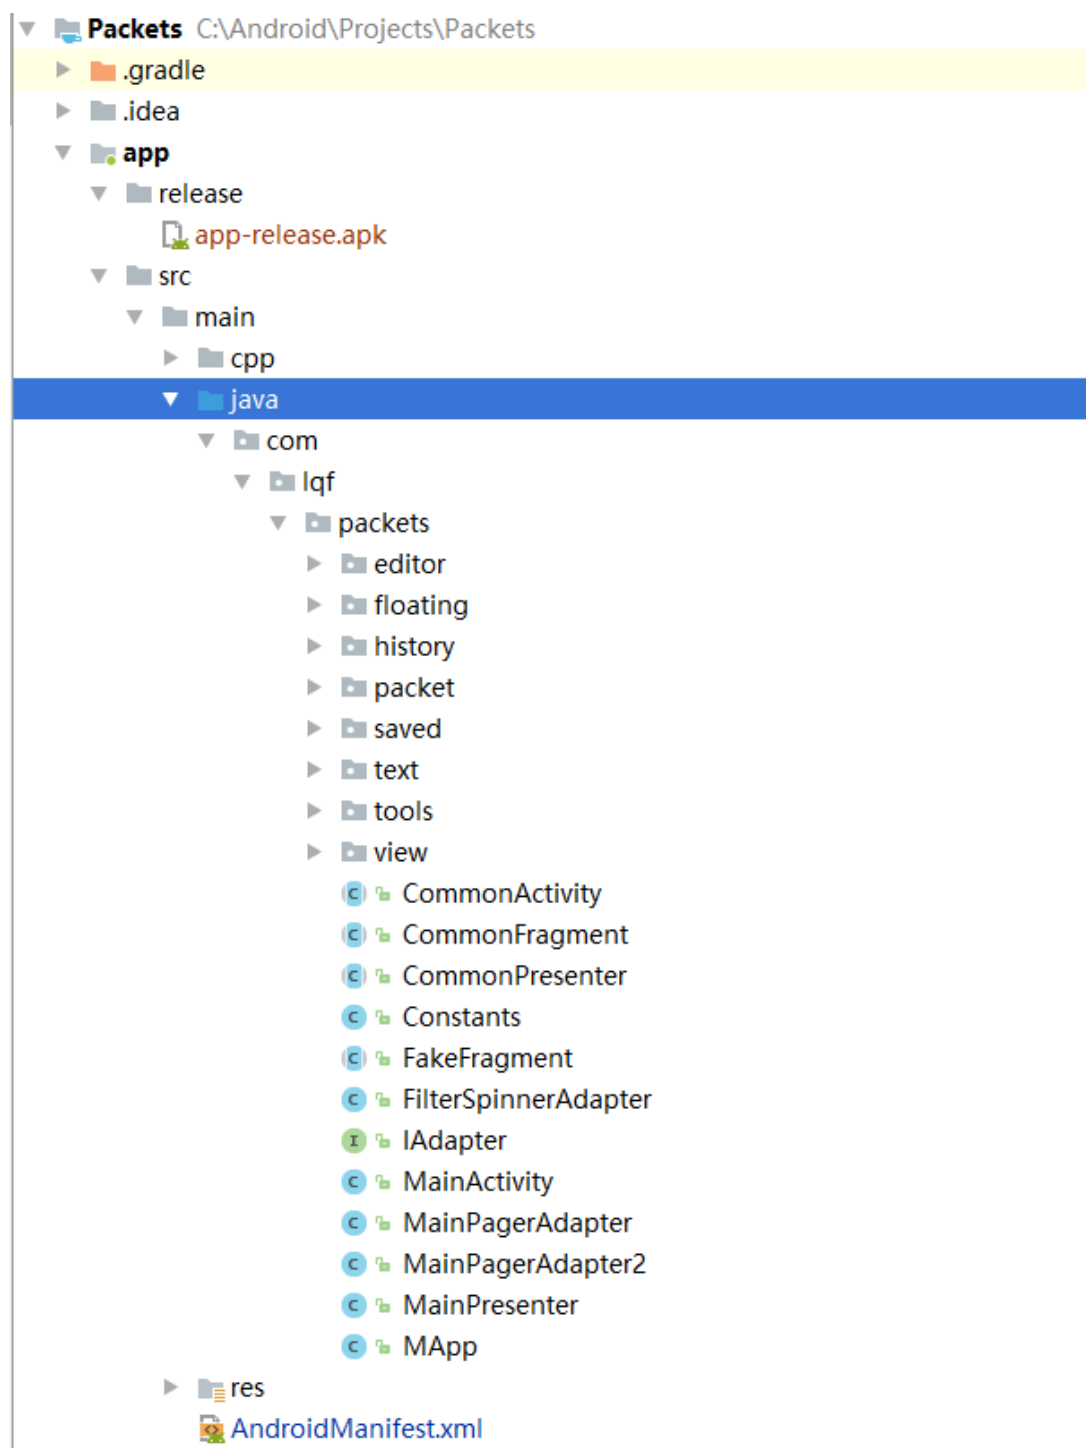 Packets C:\Android\Projects\Packets
.gradle
.idea
app
release
app-release.apk
src
main
cpp
java
com
lqf
packets
editor
floating
history
packet
saved
text
tools
view
CommonActivity
CommonFragment
CommonPresenter
Constants
FakeFragment
FilterSpinnerAdapter
IAdapter
MainActivity
MainPagerAdapter
MainPagerAdapter2
MainPresenter
MApp
res
AndroidManifest.xml